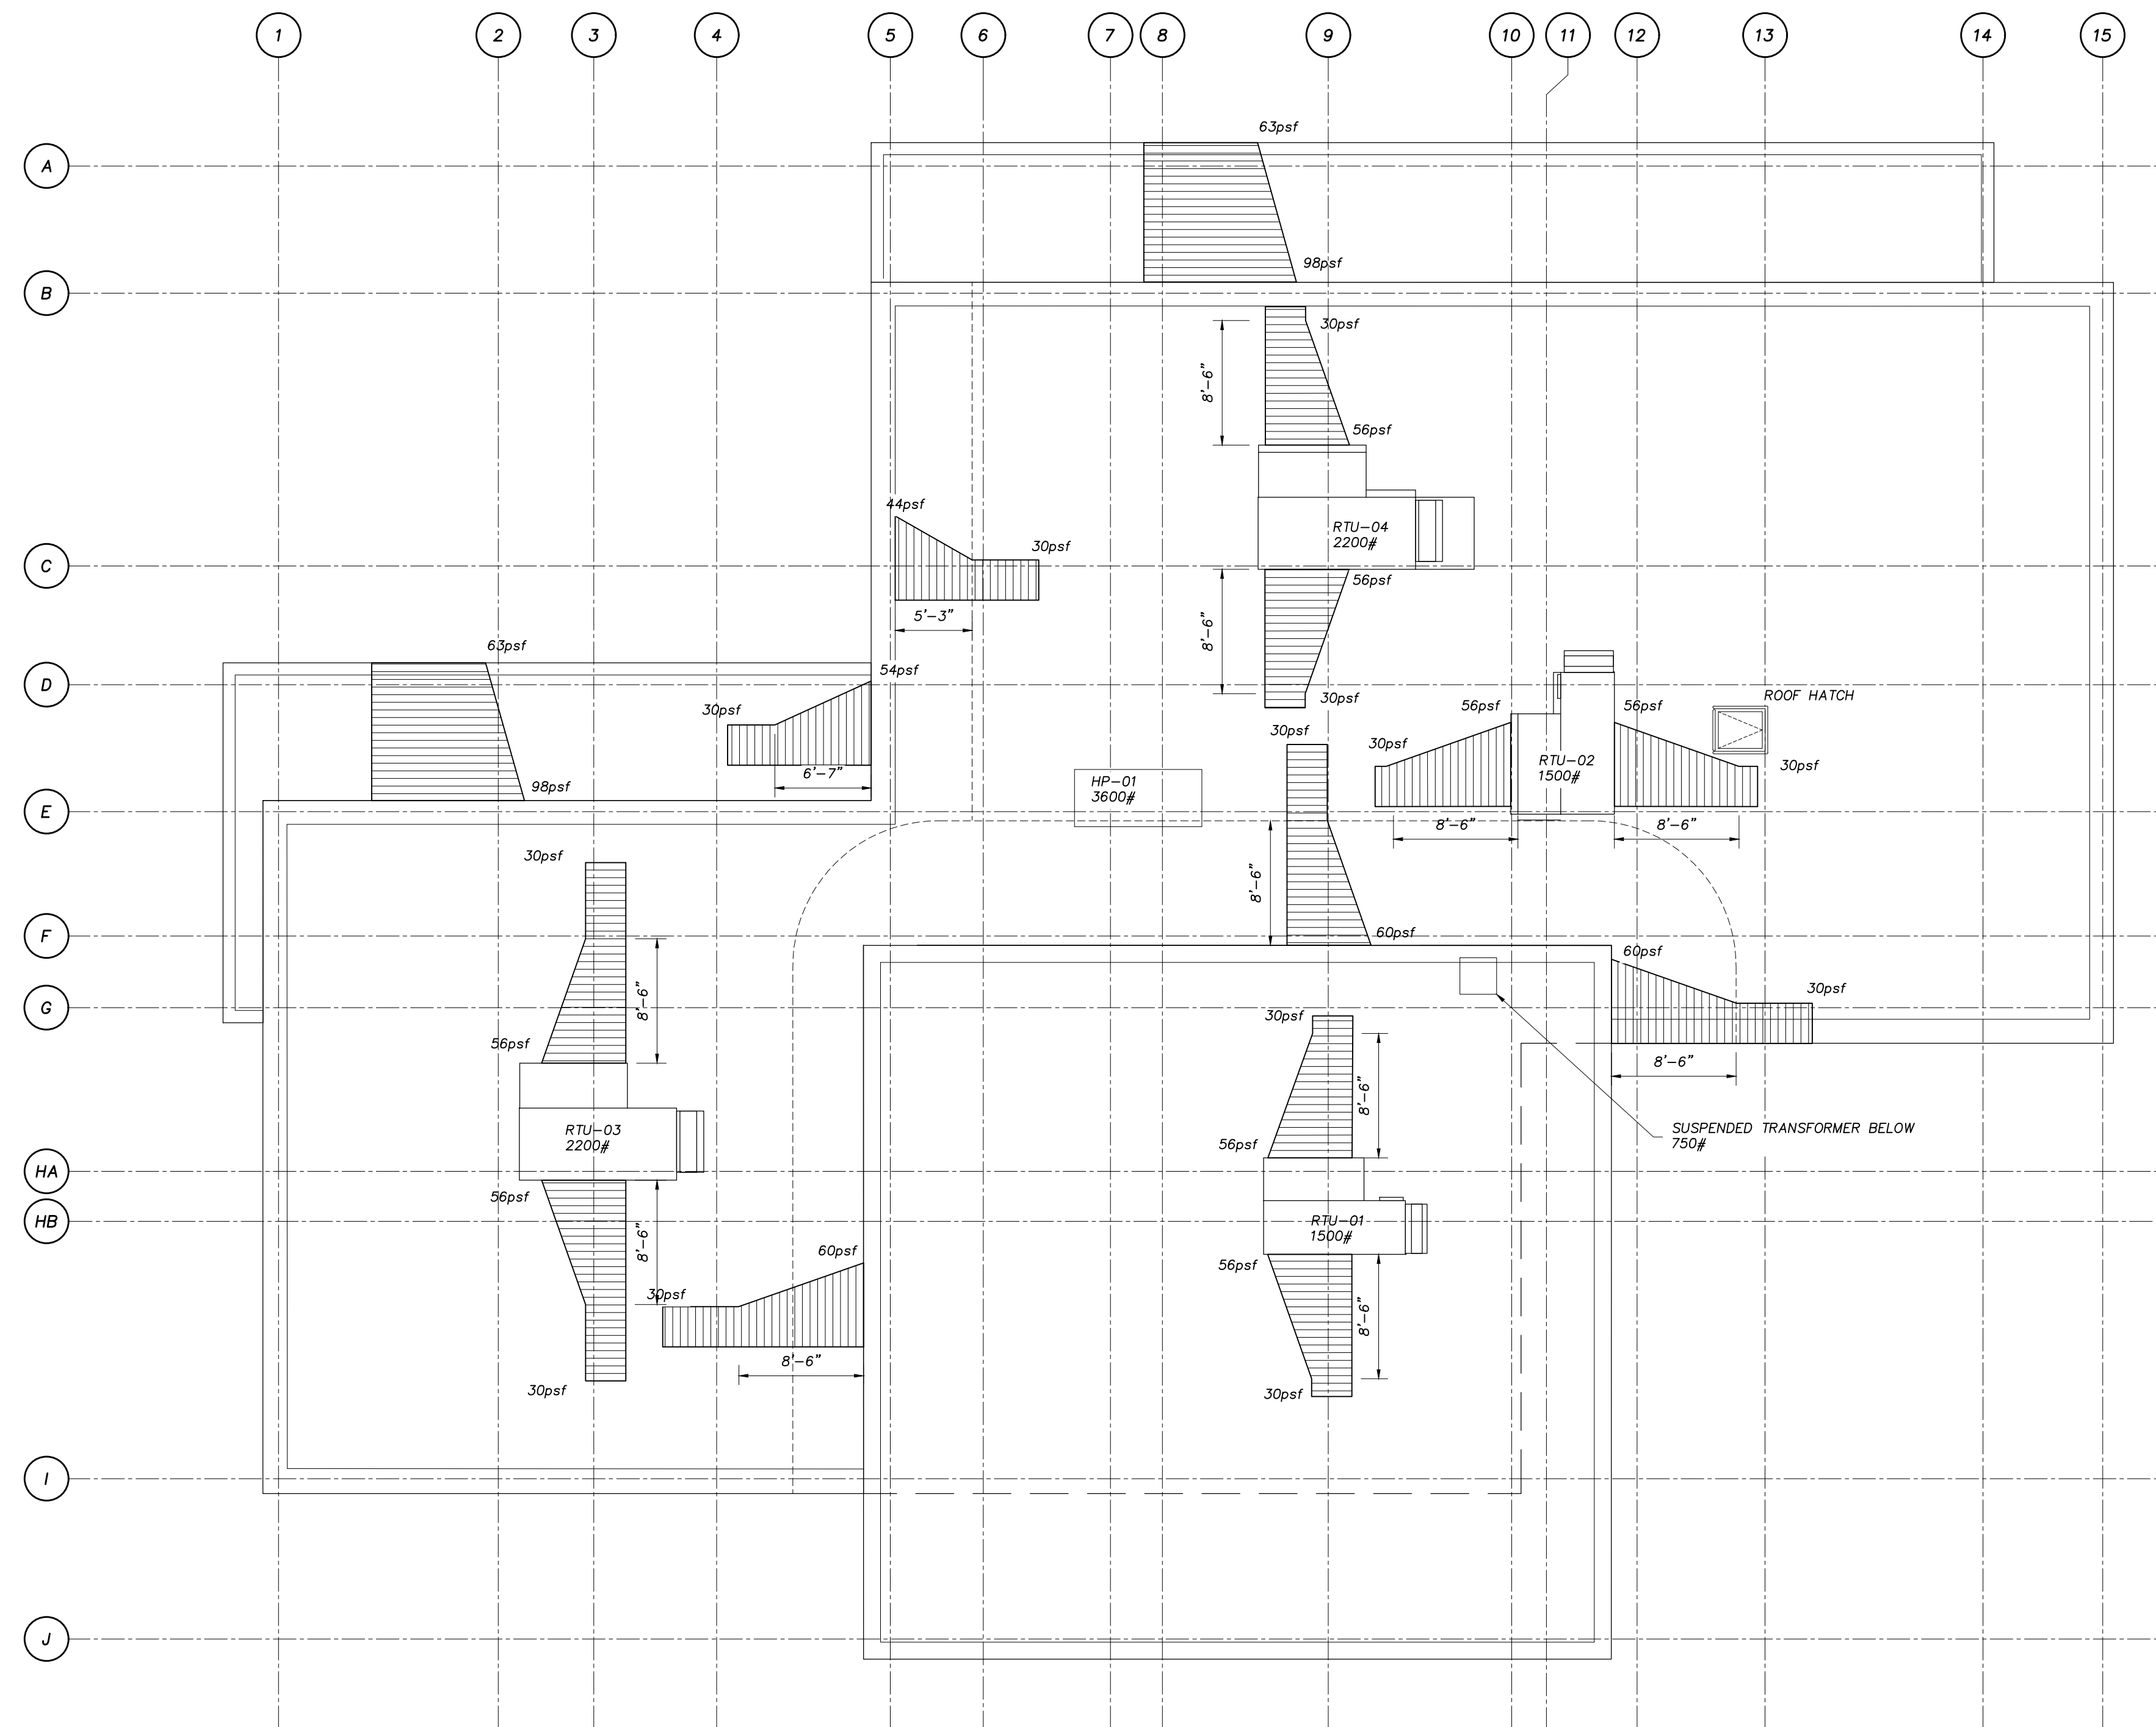 1
2
3
4
5
6
7
8
9
10
11
12
13
14
15
A
63psf
98psf
B
30psf
8'-6"
56psf
44psf
RTU-04
2200#
30psf
C
56psf
5'-3"
8'-6"
63psf
54psf
D
30psf
ROOF HATCH
30psf
56psf
56psf
30psf
30psf
RTU-02
1500#
30psf
6'-7"
HP-01
3600#
98psf
E
8'-6"
8'-6"
30psf
8'-6"
F
60psf
60psf
30psf
G
8'-6"
30psf
56psf
8'-6"
8'-6"
SUSPENDED TRANSFORMER BELOW
750#
RTU-03
2200#
56psf
HA
56psf
HB
RTU-01
1500#
8'-6"
60psf
56psf
30psf
8'-6"
8'-6"
30psf
30psf
I
J